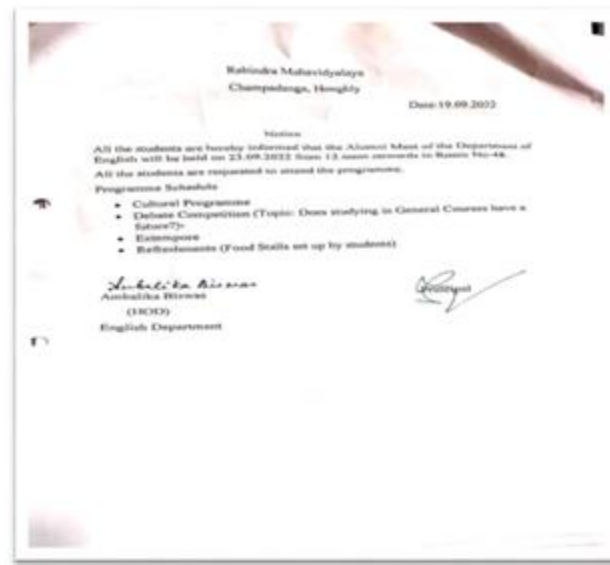 Rabindra Mahavidyalaya
Champadanga, Hooghly
Date:19.09.2022
Notice
All the students are hereby informed that the Alumni Meet of the Department of
English will be held on 23.09.2022 from 12 noon onwards in Room No-
All the students are requested to attend the programme.
Programme Schedule
• Cultural Programme
• Debate Competition (Topic: Does studying in General Courses have a
future?)-
• Extempore
• Refreshments (Food Stalls set up by students)
Ambalika Biswas
Ambalika Biswas
(HOD)
English Department
Principal